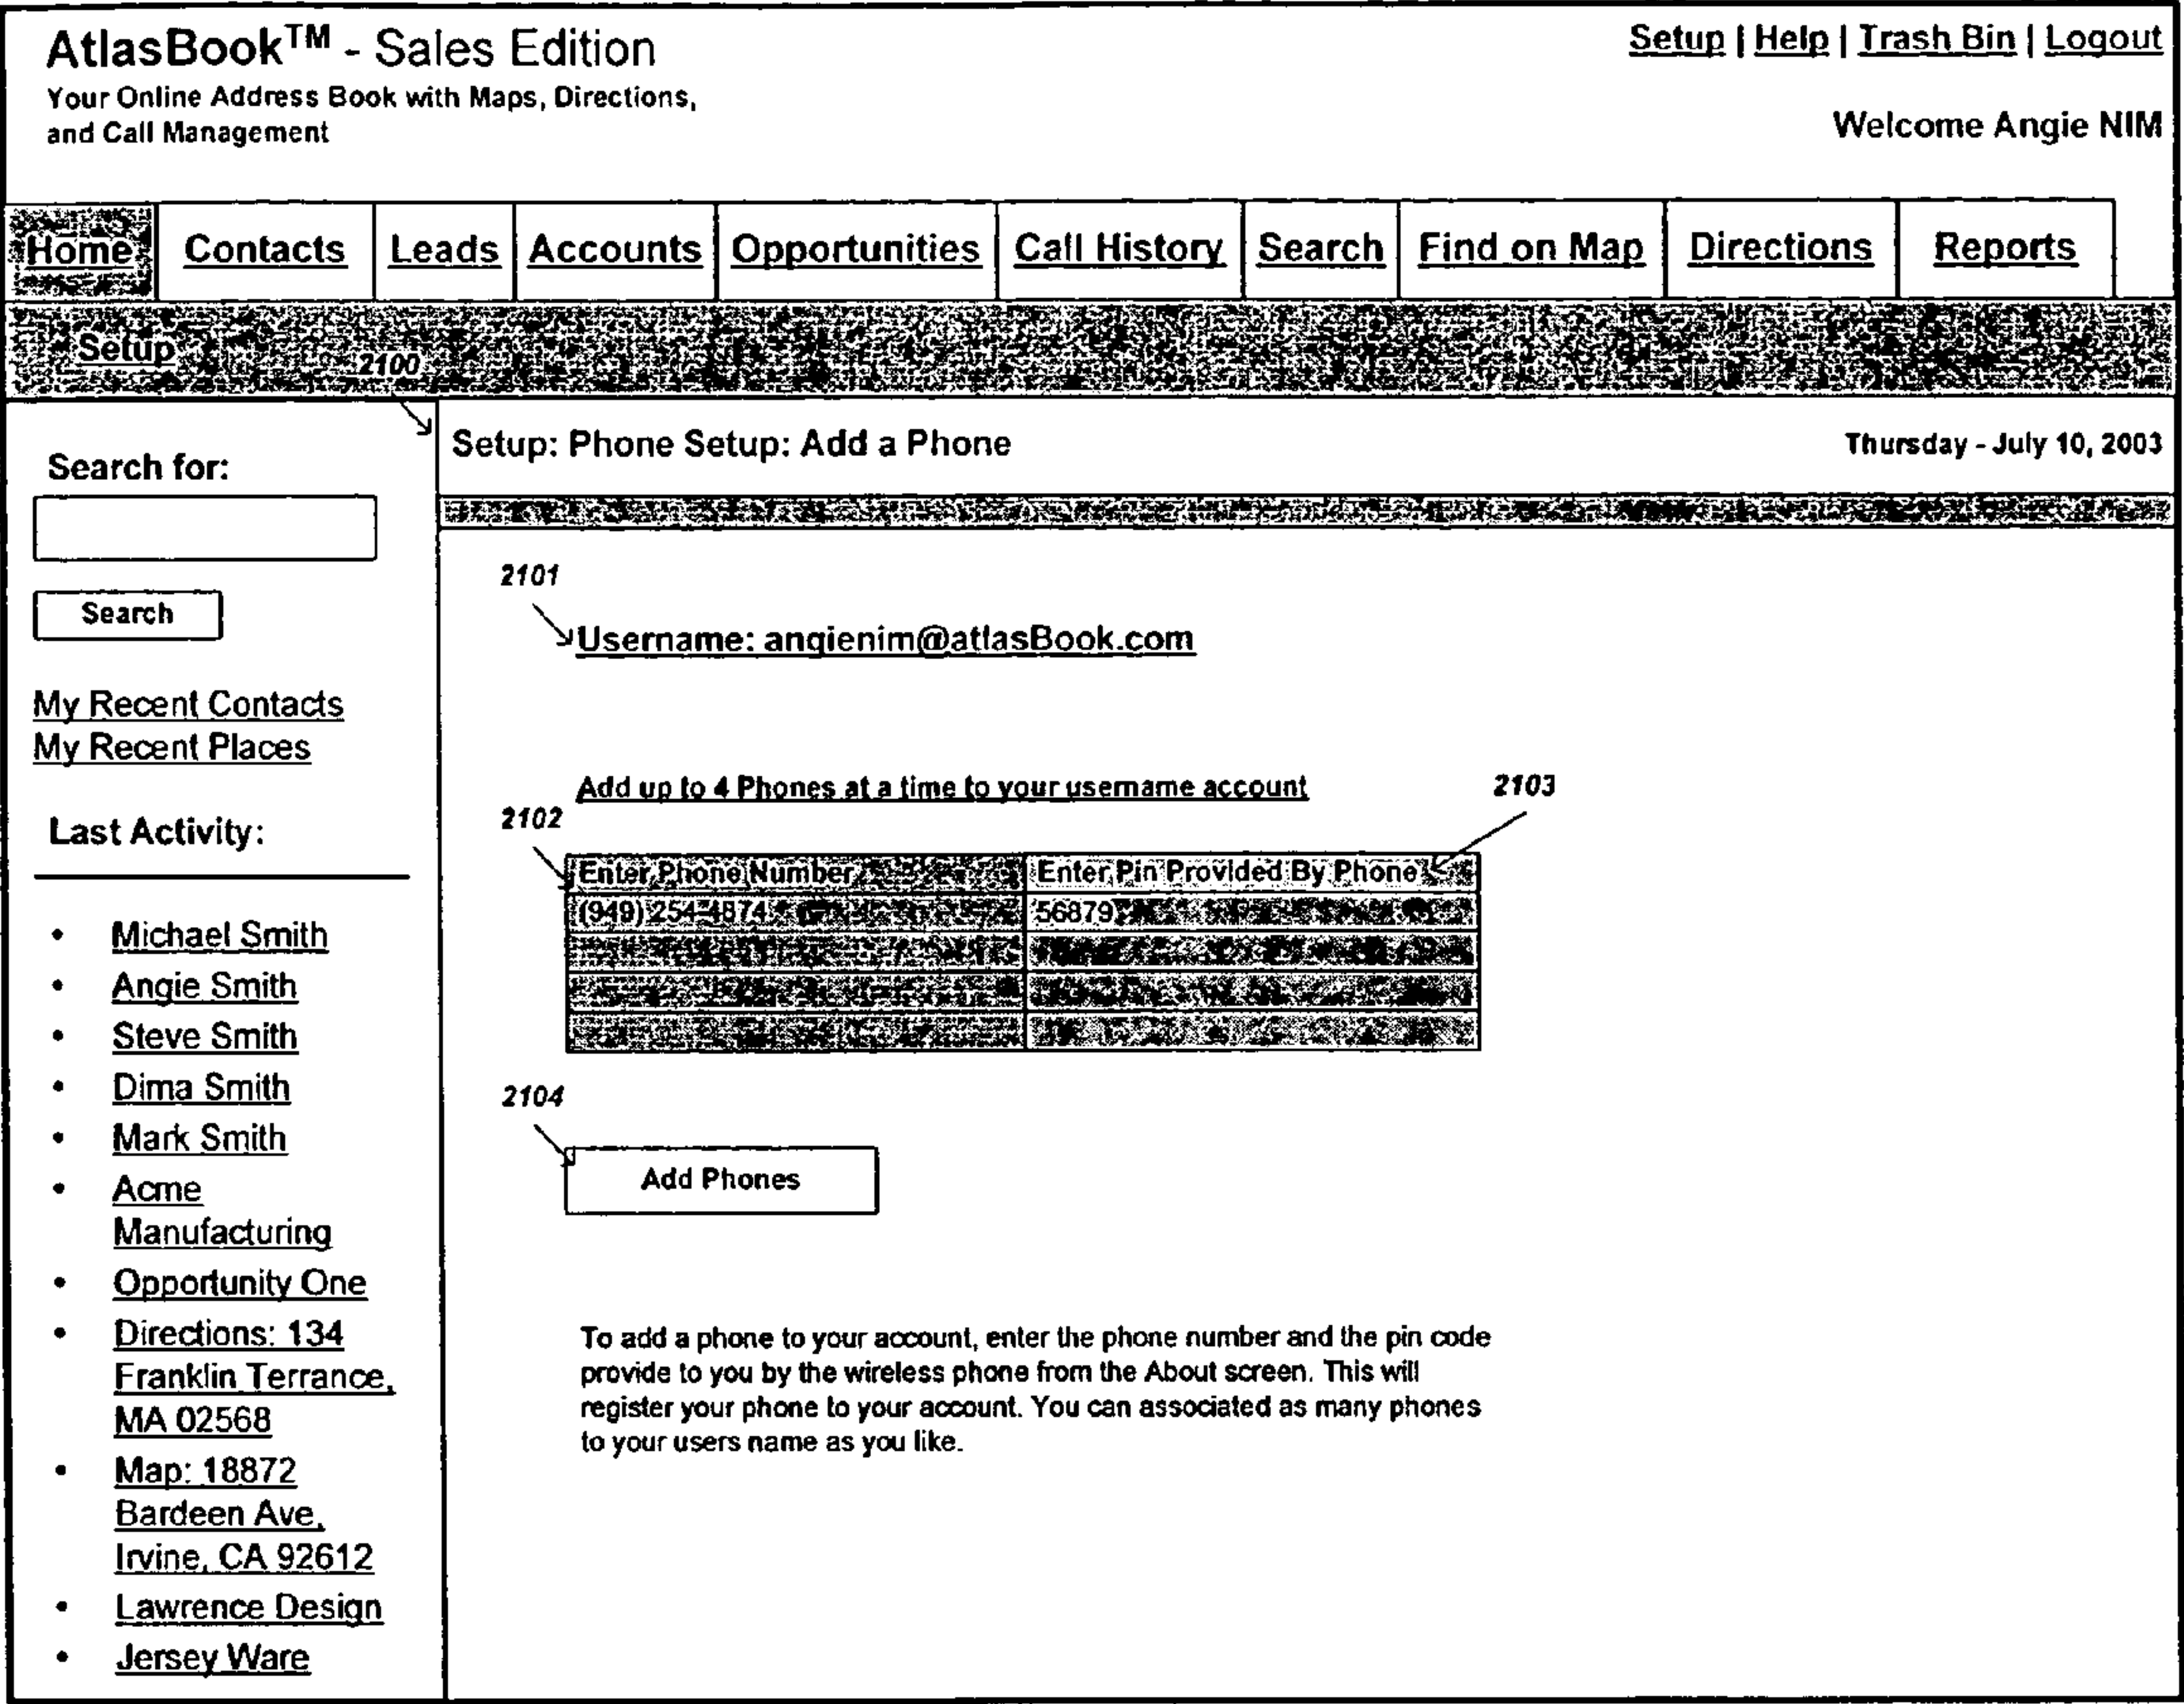 AtlasBook™ - Sales Edition
Your Online Address Book with Maps, Directions,
and Call Management
Setup | Help | Trash Bin | Logout
Welcome Angie NIM
Home Contacts Leads Accounts Opportunities Call History Search Find on Map Directions Reports
Setup
2100
Setup: Phone Setup: Add a Phone
Thursday - July 10, 2003
Search for:
Search
My Recent Contacts
My Recent Places
Last Activity:
• Michael Smith
• Angie Smith
• Steve Smith
• Dima Smith
• Mark Smith
• Acme
Manufacturing
• Opportunity One
• Directions: 134
Franklin Terrance,
MA 02568
• Map: 18872
Bardeen Ave,
Irvine, CA 92612
• Lawrence Design
• Jersey Ware
2101
Username: angienim@atlasBook.com
Add up to 4 Phones at a time to your username account
2102
2103
Enter Phone Number Enter Pin Provided By Phone
(949) 254-4874 56879
2104
Add Phones
To add a phone to your account, enter the phone number and the pin code
provide to you by the wireless phone from the About screen. This will
register your phone to your account. You can associated as many phones
to your users name as you like.